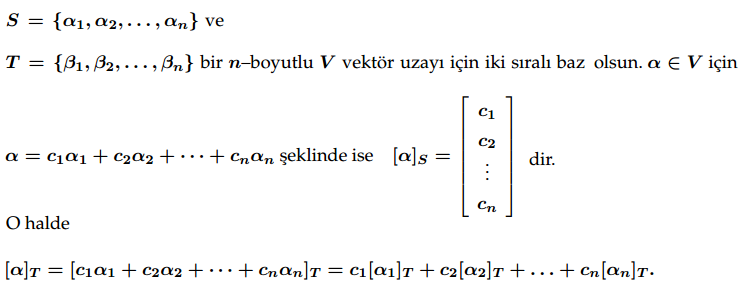 S = {α₁, α₂, . . . , αₙ} ve
T = {β₁, β₂, . . . , βₙ} bir n–boyutlu V vektör uzayı için iki sıralı baz olsun. α ∈ V için
α = c₁α₁ + c₂α₂ + · · · + cₙαₙ şeklinde ise [α]_S = [ c₁ c₂ ⋮ cₙ ] dir.
O halde
[α]_T = [c₁α₁ + c₂α₂ + · · · + cₙαₙ]_T = c₁[α₁]_T + c₂[α₂]_T + . . . + cₙ[αₙ]_T.